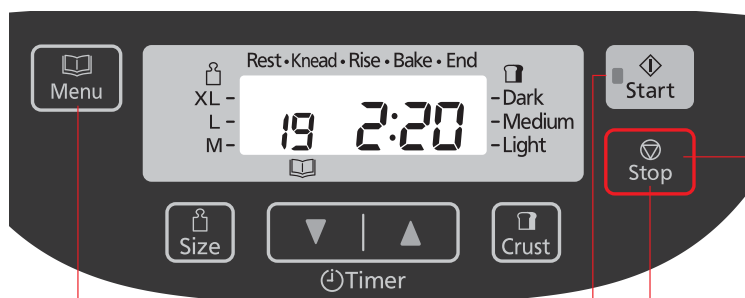 Menu
Rest • Knead • Rise • Bake • End
XL –
L –
M –
19 2:20
– Dark
– Medium
– Light
Start
Stop
Size
Crust
Timer